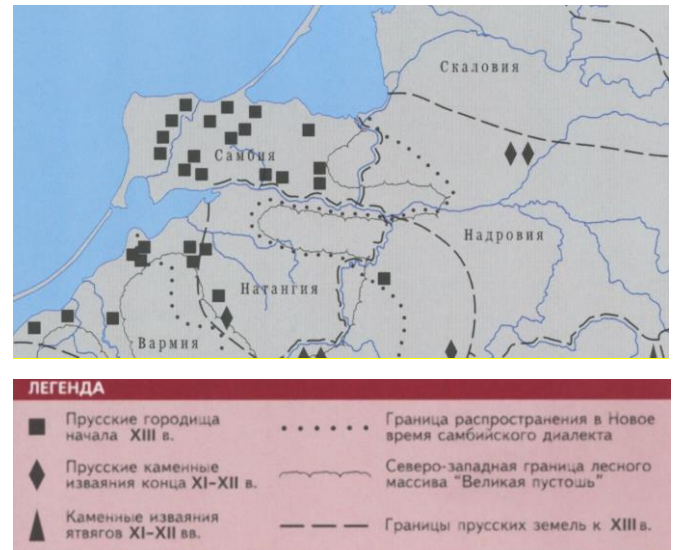 Скаловия
Самбия
Надровия
Натангия
Вармия
ЛЕГЕНДА
Прусские городища
начала XIII в.
Прусские каменные
изваяния конца XI–XII в.
Каменные изваяния
ятвягов XI–XII вв.
Граница распространения в Новое
время самбийского диалекта
Северо-западная граница лесного
массива "Великая пустошь"
Границы прусских земель к XIII в.